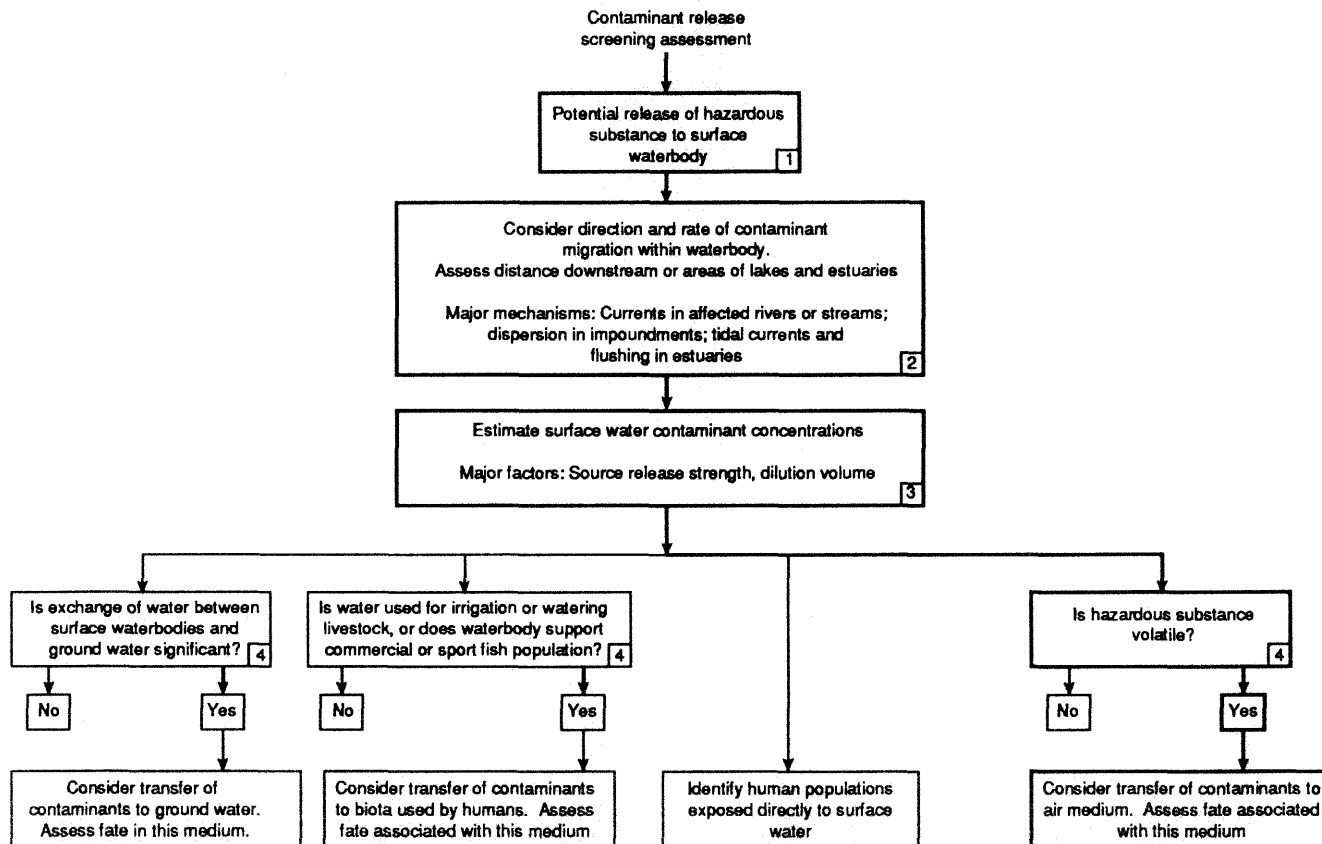 Contaminant release
screening assessment
Potential release of hazardous
substance to surface
waterbody
1
Consider direction and rate of contaminant
migration within waterbody.
Assess distance downstream or areas of lakes and estuaries
Major mechanisms: Currents in affected rivers or streams;
dispersion in impoundments; tidal currents and
flushing in estuaries
2
Estimate surface water contaminant concentrations
Major factors: Source release strength, dilution volume
3
Is exchange of water between
surface waterbodies and
ground water significant?
4
No
Yes
Consider transfer of
contaminants to ground water.
Assess fate in this medium.
Is water used for irrigation or watering
livestock, or does waterbody support
commercial or sport fish population?
4
No
Yes
Consider transfer of contaminants
to biota used by humans. Assess
fate associated with this medium
Identify human populations
exposed directly to surface
water
Is hazardous substance
volatile?
4
No
Yes
Consider transfer of contaminants to
air medium. Assess fate associated
with this medium